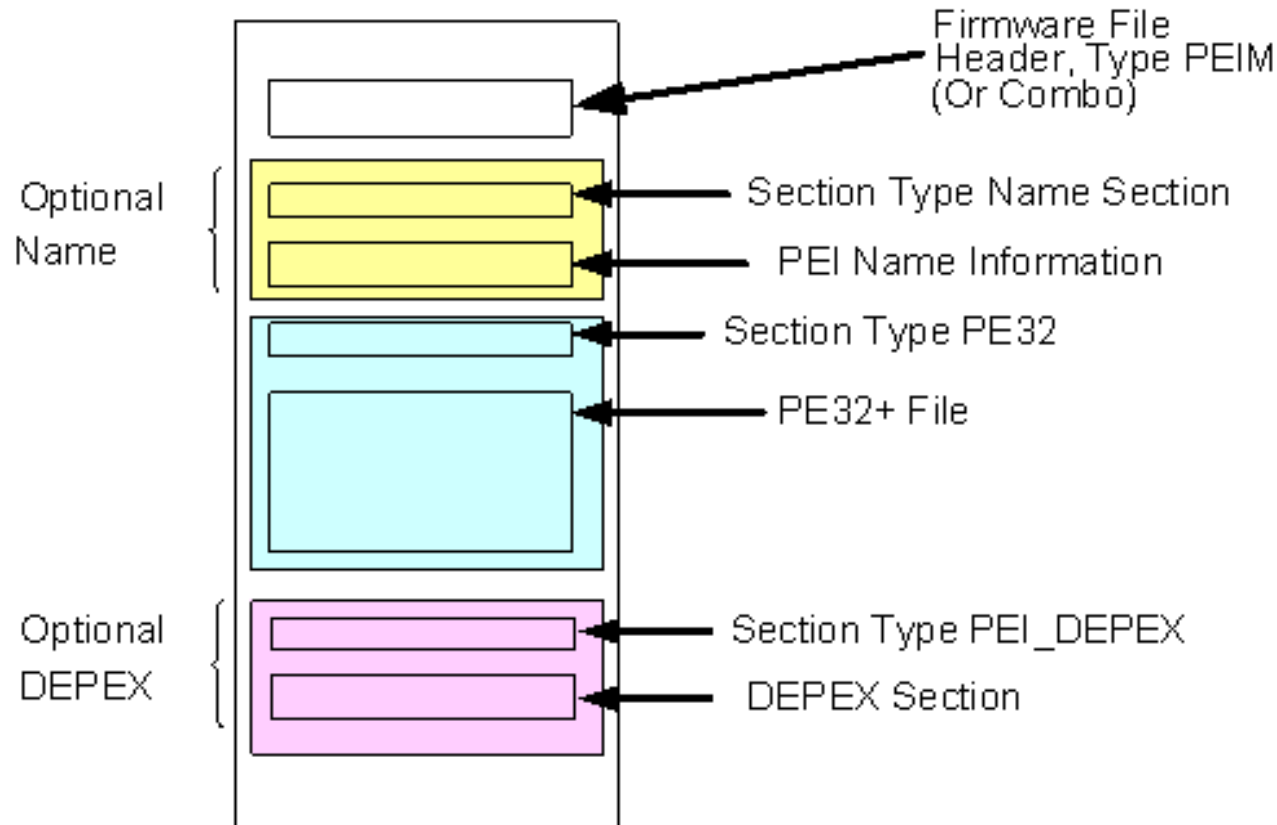 Firmware File
Header, Type PEIM
(Or Combo)
Optional
Name
Section Type Name Section
PEI Name Information
Section Type PE32
PE32+ File
Optional
DEPEX
Section Type PEI_DEPEX
DEPEX Section